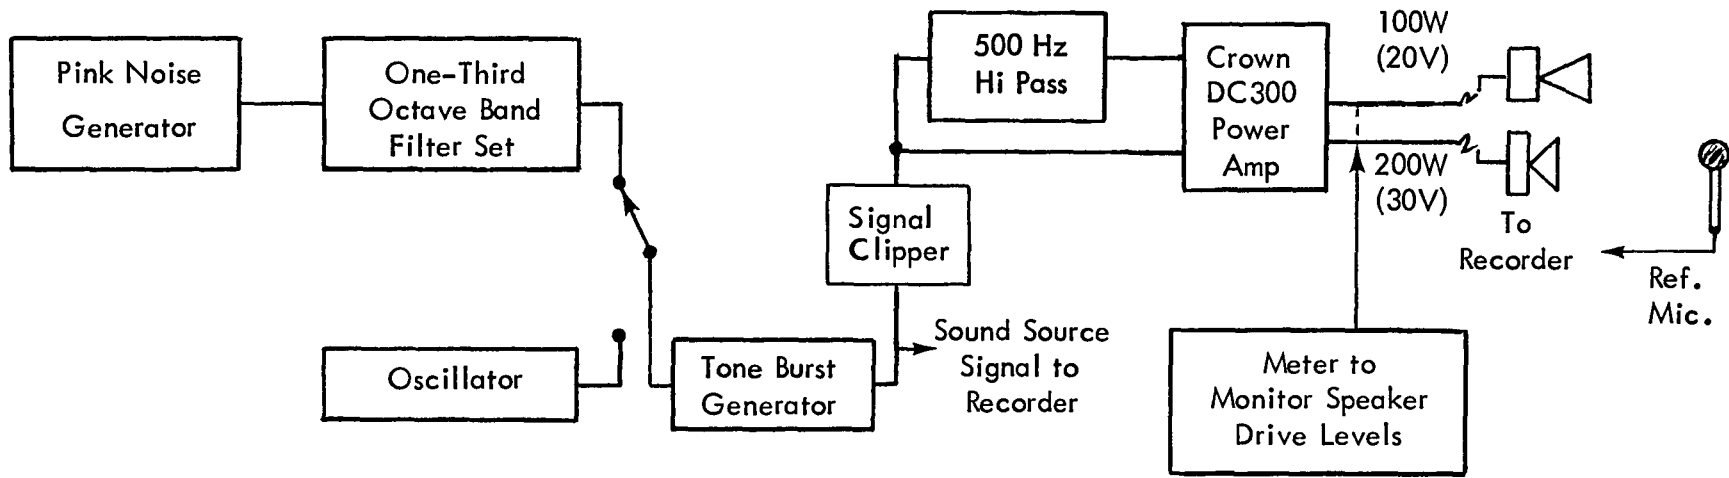 Pink Noise
Generator
One-Third
Octave Band
Filter Set
Oscillator
Tone Burst
Generator
Signal
Clipper
Sound Source
Signal to
Recorder
500 Hz
Hi Pass
Crown
DC300
Power
Amp
100W
(20V)
200W
(30V)
To
Recorder
Ref.
Mic.
Meter to
Monitor Speaker
Drive Levels